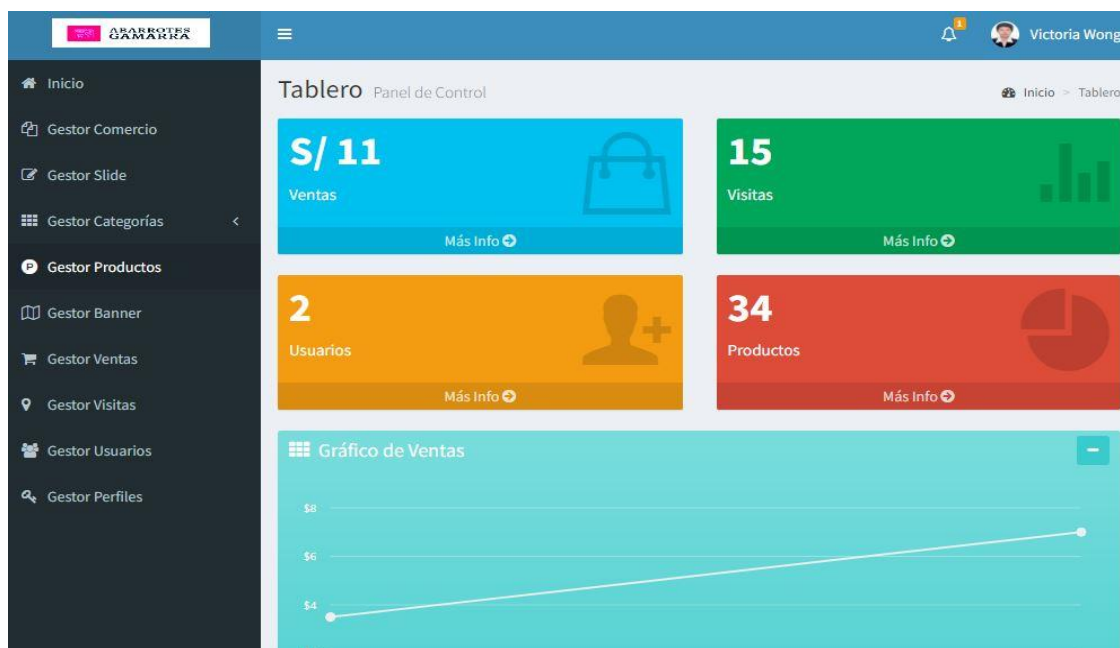 ABARROTES
GAMARRA
1
Victoria Wong
Inicio
Gestor Comercio
Gestor Slide
Gestor Categorías
Gestor Productos
Gestor Banner
Gestor Ventas
Gestor Visitas
Gestor Usuarios
Gestor Perfiles
Tablero Panel de Control
Inicio > Tablero
S/ 11
Ventas
Más Info
15
Visitas
Más Info
2
Usuarios
Más Info
34
Productos
Más Info
Gráfico de Ventas
$8
$6
$4